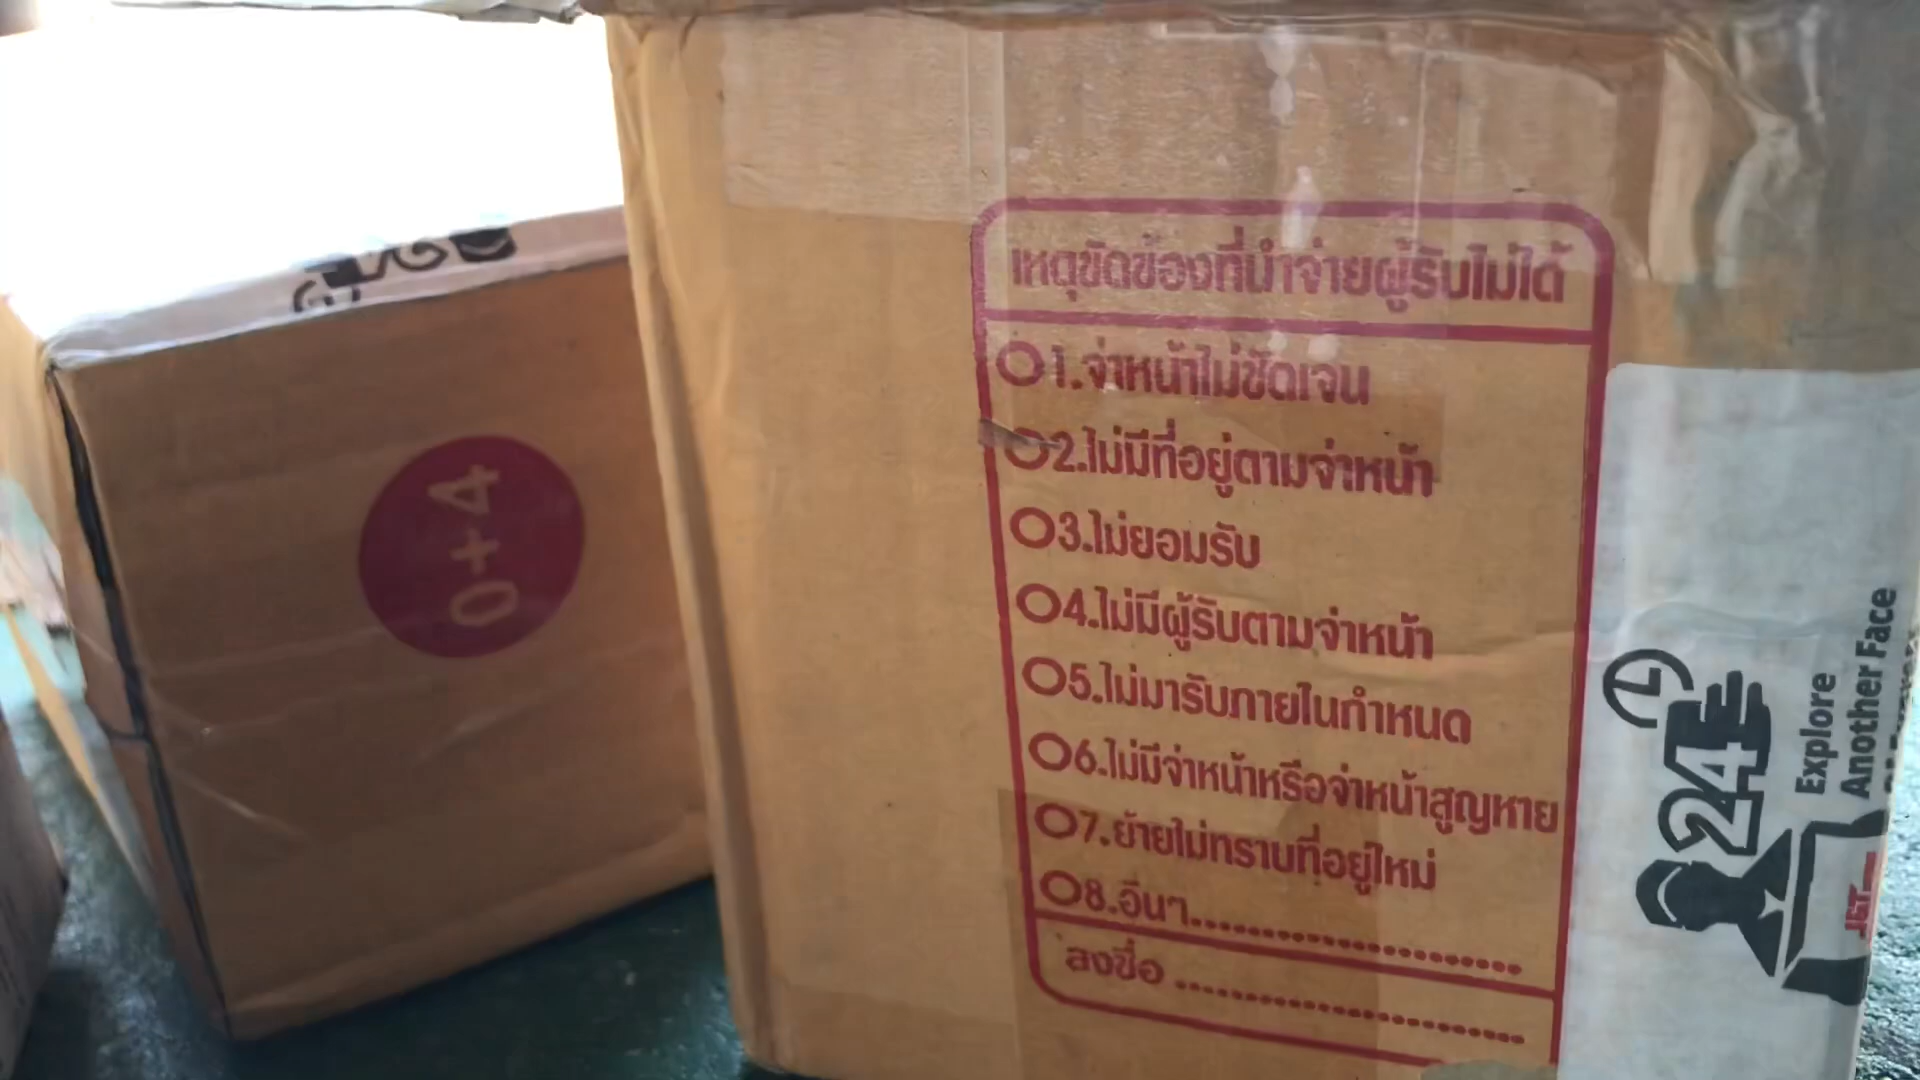 0+4
เหตุขัดข้องที่นำจ่ายผู้รับไม่ได้
1.จ่าหน้าไม่ชัดเจน
2.ไม่มีที่อยู่ตามจ่าหน้า
3.ไม่ยอมรับ
4.ไม่มีผู้รับตามจ่าหน้า
5.ไม่มารับภายในกำหนด
6.ไม่มีจ่าหน้าหรือจ่าหน้าสูญหาย
7.ย้ายไม่ทราบที่อยู่ใหม่
8.อื่นๆ........................
ลงชื่อ ........................
24
Explore
Another Face